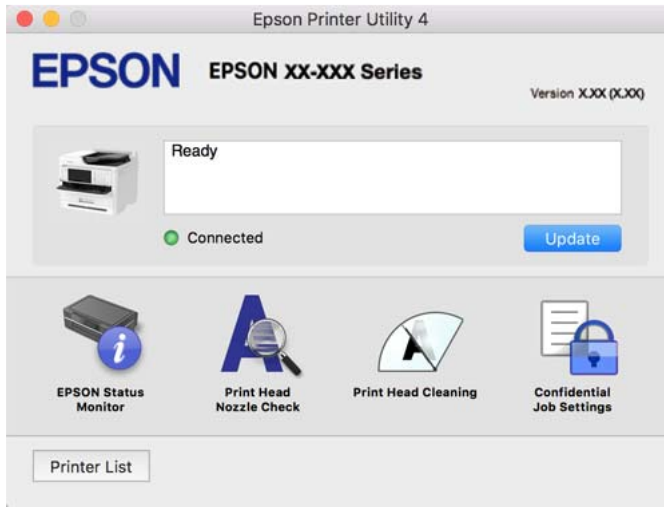 Epson Printer Utility 4
EPSON
EPSON XX-XXX Series
Version X.XX (X.XX)
Ready
Connected
Update
EPSON Status
Monitor
Print Head
Nozzle Check
Print Head Cleaning
Confidential
Job Settings
Printer List